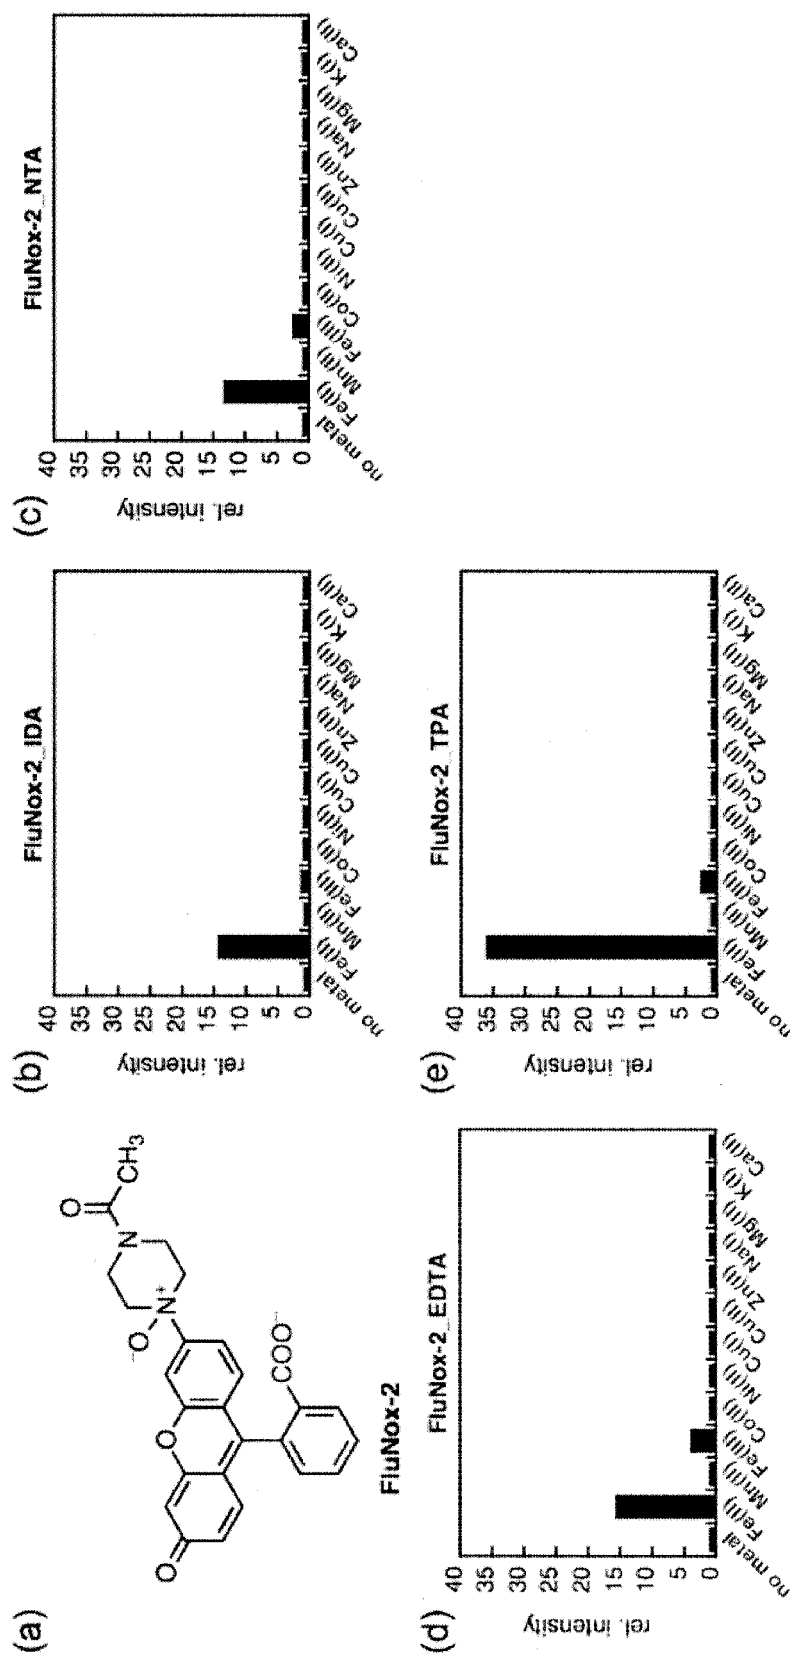 (a)
O
O
N⁺
⁻O
N
O
CH₃
COO⁻
FluNox-2
(b)
FluNox-2_IDA
rel. intensity
40
35
30
25
20
15
10
5
0
no metal
Fe(II)
Mn(II)
Fe(III)
Co(II)
Ni(II)
Cu(I)
Cu(II)
Zn(II)
Na(I)
Mg(II)
K(I)
Ca(II)
(c)
FluNox-2_NTA
rel. intensity
40
35
30
25
20
15
10
5
0
no metal
Fe(II)
Mn(II)
Fe(III)
Co(II)
Ni(II)
Cu(I)
Cu(II)
Zn(II)
Na(I)
Mg(II)
K(I)
Ca(II)
(d)
FluNox-2_EDTA
rel. intensity
40
35
30
25
20
15
10
5
0
no metal
Fe(II)
Mn(II)
Fe(III)
Co(II)
Ni(II)
Cu(I)
Cu(II)
Zn(II)
Na(I)
Mg(II)
K(I)
Ca(II)
(e)
FluNox-2_TPA
rel. intensity
40
35
30
25
20
15
10
5
0
no metal
Fe(II)
Mn(II)
Fe(III)
Co(II)
Ni(II)
Cu(I)
Cu(II)
Zn(II)
Na(I)
Mg(II)
K(I)
Ca(II)